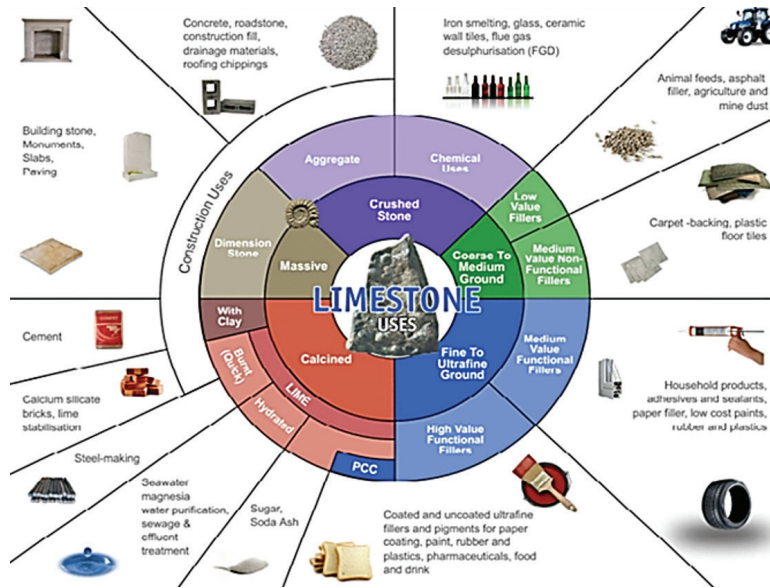 Concrete, roadstone,
construction fill,
drainage materials,
roofing chippings
Iron smelting, glass, ceramic
wall tiles, flue gas
desulphurisation (FGD)
Animal feeds, asphalt
filler, agriculture and
mine dust
Building stone,
Monuments,
Slabs,
Paving
Construction Uses
Aggregate
Chemical
Uses
Low
Value
Fillers
Carpet -backing, plastic
floor tiles
Crushed
Stone
Dimension
Stone
Massive
Coarse To
Medium
Ground
Medium
Value Non-
Functional
Fillers
LIMESTONE
USES
With
Clay
Calcined
Fine To
Ultrafine
Ground
Medium
Value
Functional
Fillers
Cement
Burst
(Quick)
LIME
Hydrated
High Value
Functional
Fillers
PCC
Household products,
adhesives and sealants,
paper filler, low cost paints,
rubber and plastics
Calcium silicate
bricks, lime
stabilisation
Steel-making
Seawater
magnesia
water purification,
sewage &
effluent
treatment
Sugar,
Soda Ash
Coated and uncoated ultrafine
fillers and pigments for paper
coating, paint, rubber and
plastics, pharmaceuticals, food
and drink